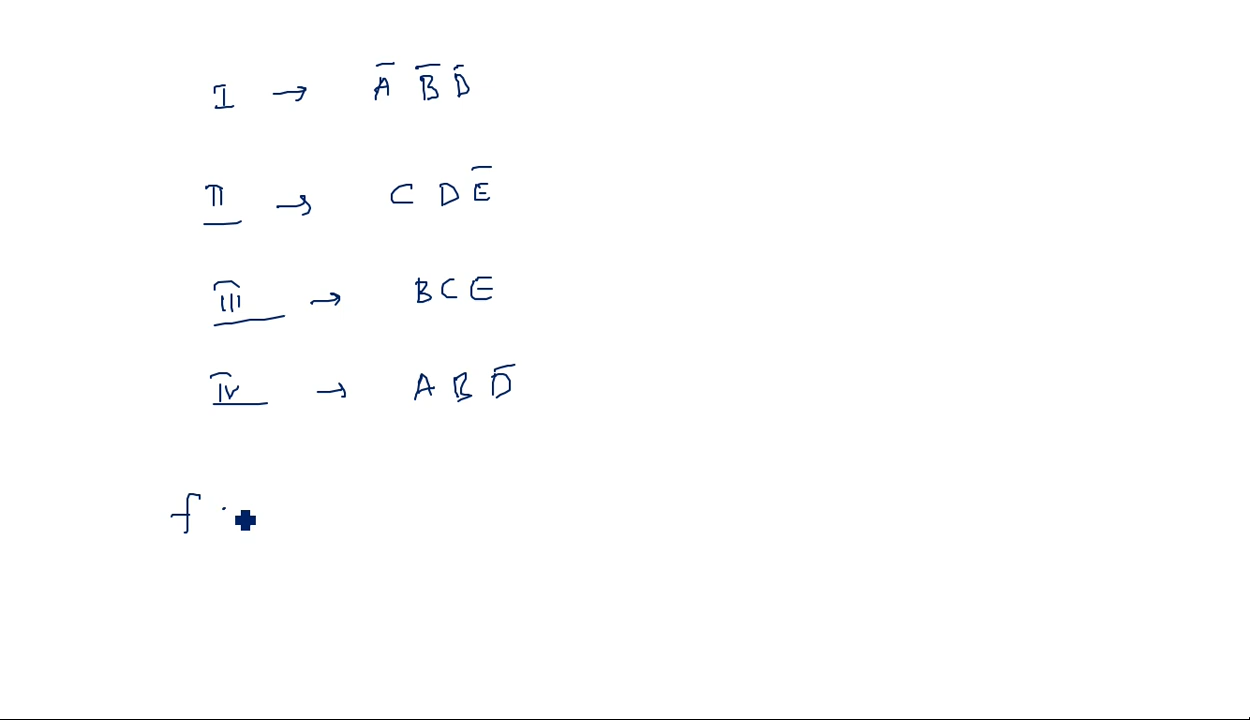 I → A̅ B̅ D̅
II → C D E̅
III → B C E
IV → A B D̅
f